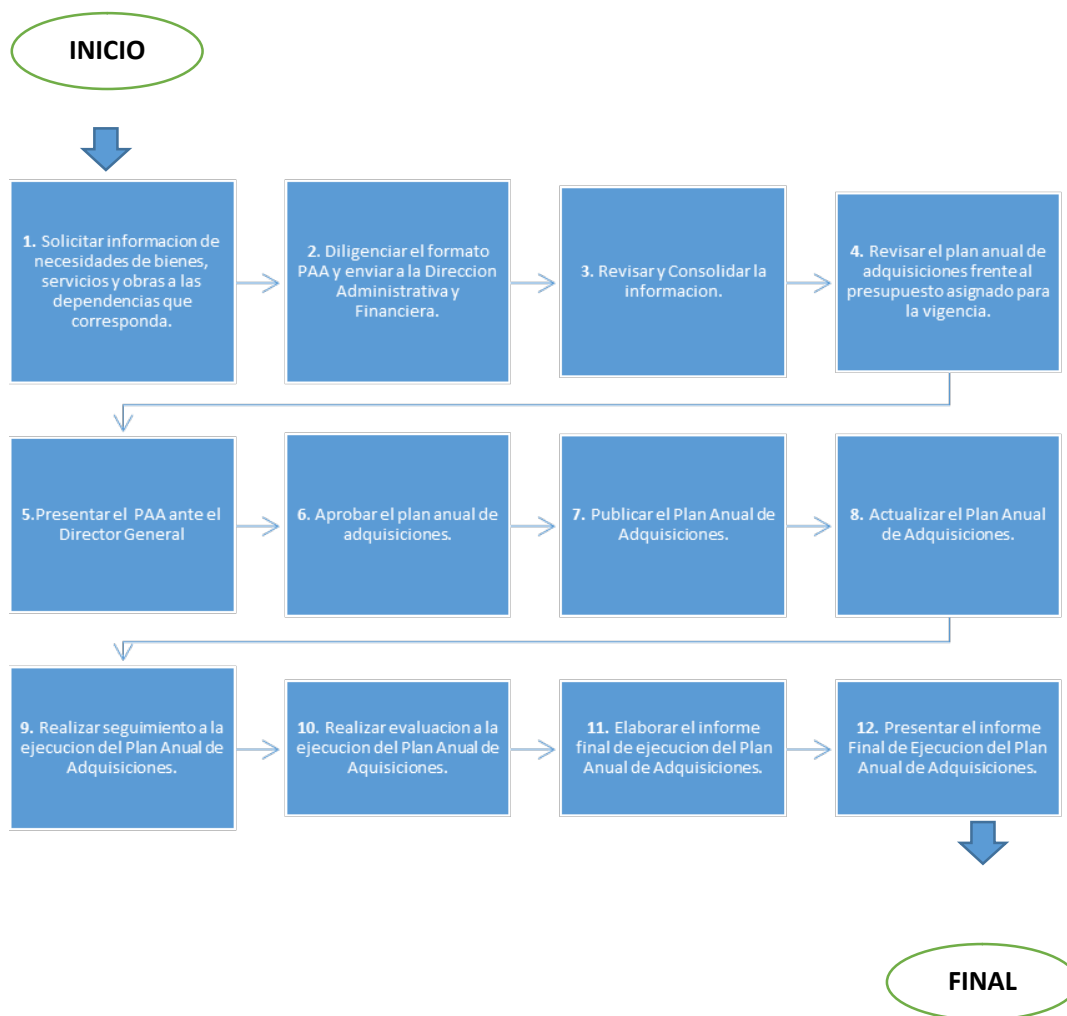 INICIO
1. Solicitar informacion de
necesidades de bienes,
servicios y obras a las
dependencias que
corresponda.
2. Diligenciar el formato
PAA y enviar a la Direccion
Administrativa y
Financiera.
3. Revisar y Consolidar la
informacion.
4. Revisar el plan anual de
adquisiciones frente al
presupuesto asignado para
la vigencia.
5.Presentar el PAA ante el
Director General
6. Aprobar el plan anual de
adquisiciones.
7. Publicar el Plan Anual de
Adquisiciones.
8. Actualizar el Plan Anual
de Adquisiciones.
9. Realizar seguimiento a la
ejecucion del Plan Anual de
Adquisiciones.
10. Realizar evaluacion a la
ejecucion del Plan Anual de
Aquisiciones.
11. Elaborar el informe
final de ejecucion del Plan
Anual de Adquisiciones.
12. Presentar el informe
Final de Ejecucion del Plan
Anual de Adquisiciones.
FINAL